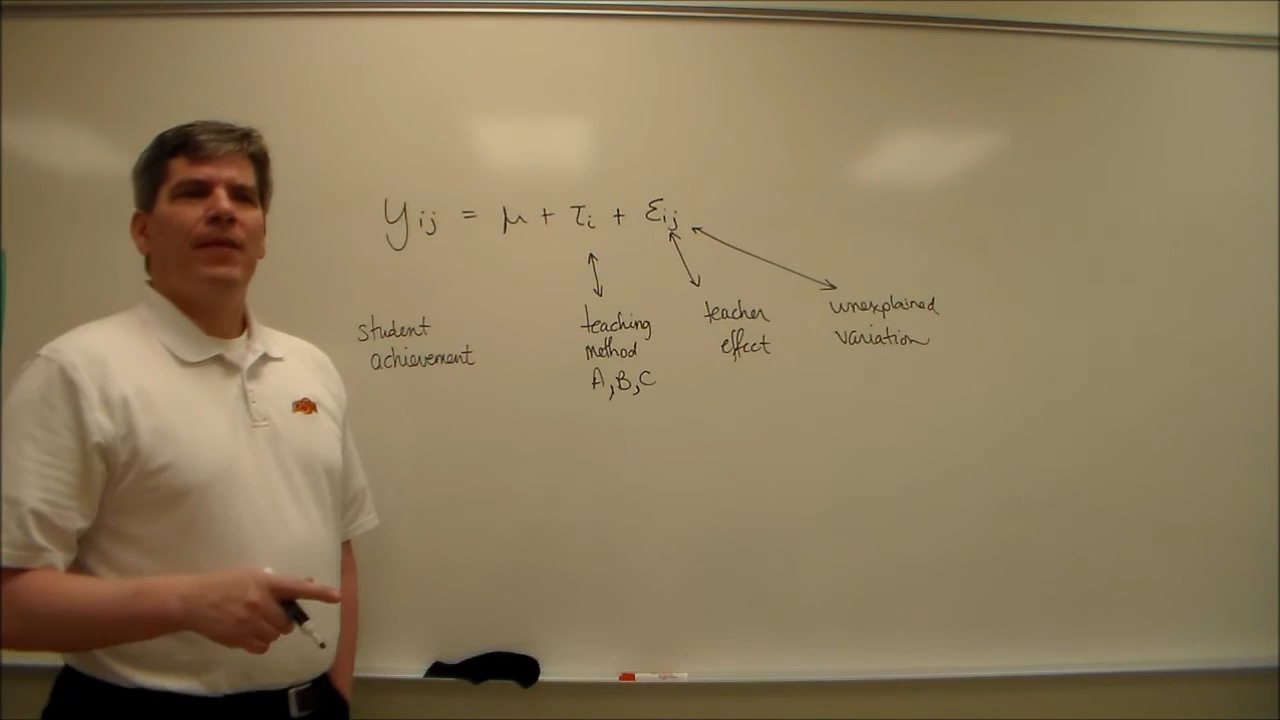 yij = μ + τi + εij
student
achievement
teaching
method
A, B, C
teacher
effect
unexplained
variation